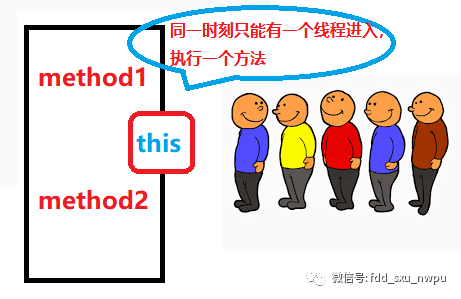 同一时刻只能有一个线程进入,
执行一个方法
method1
this
method2
微信号: fdd_sxu_nwpu